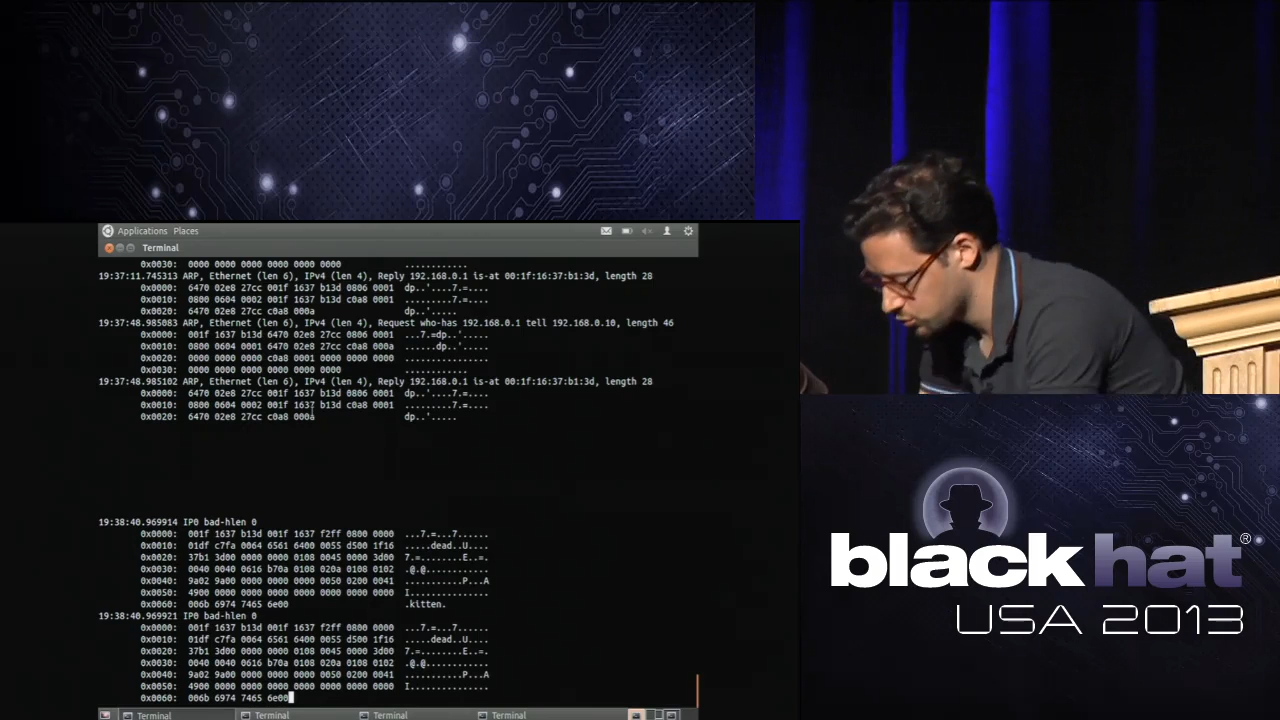 Applications Places
Terminal
0x0030: 0000 0000 0000 0000 0000 0000 ............
19:37:11.745313 ARP, Ethernet (len 6), IPv4 (len 4), Reply 192.168.0.1 is-at 00:1f:16:37:b1:3d, length 28
0x0000: 6470 02e8 27cc 001f 1637 b13d 0806 0001 dp..'....7.=....
0x0010: 0800 0604 0002 001f 1637 b13d c0a8 0001 .........7.=....
0x0020: 6470 02e8 27cc c0a8 000a dp..'.....
19:37:48.985083 ARP, Ethernet (len 6), IPv4 (len 4), Request who-has 192.168.0.1 tell 192.168.0.10, length 46
0x0000: 001f 1637 b13d 6470 02e8 27cc 0806 0001 ...7.=dp..'.....
0x0010: 0800 0604 0001 6470 02e8 27cc c0a8 000a ......dp..'.....
0x0020: 0000 0000 0000 c0a8 0001 0000 0000 0000 ................
0x0030: 0000 0000 0000 0000 0000 0000 ............
19:37:48.985102 ARP, Ethernet (len 6), IPv4 (len 4), Reply 192.168.0.1 is-at 00:1f:16:37:b1:3d, length 28
0x0000: 6470 02e8 27cc 001f 1637 b13d 0806 0001 dp..'....7.=....
0x0010: 0800 0604 0002 001f 1637 b13d c0a8 0001 .........7.=....
0x0020: 6470 02e8 27cc c0a8 000a dp..'.....
19:38:40.969914 IP0 bad-hlen 0
0x0000: 001f 1637 b13d 001f 1637 f2ff 0800 0000 ...7.=...7......
0x0010: 01df c7fa 0064 6561 6400 0055 d500 1f16 .....dead..U....
0x0020: 37b1 3d00 0000 0000 0108 0045 0000 3d00 7.=........E..=.
0x0030: 0040 0040 0616 b70a 0108 020a 0108 0102 .@.@............
0x0040: 9a02 9a00 0000 0000 0000 0050 0200 0041 ...........P...A
0x0050: 4900 0000 0000 0000 0000 0000 0000 0000 I...............
0x0060: 006b 6974 7465 6e00 .kitten.
19:38:40.969921 IP0 bad-hlen 0
0x0000: 001f 1637 b13d 001f 1637 f2ff 0800 0000 ...7.=...7......
0x0010: 01df c7fa 0064 6561 6400 0055 d500 1f16 .....dead..U....
0x0020: 37b1 3d00 0000 0000 0108 0045 0000 3d00 7.=........E..=.
0x0030: 0040 0040 0616 b70a 0108 020a 0108 0102 .@.@............
0x0040: 9a02 9a00 0000 0000 0000 0050 0200 0041 ...........P...A
0x0050: 4900 0000 0000 0000 0000 0000 0000 0000 I...............
0x0060: 006b 6974 7465 6e00
Terminal Terminal Terminal Terminal
black hat®
USA 2013